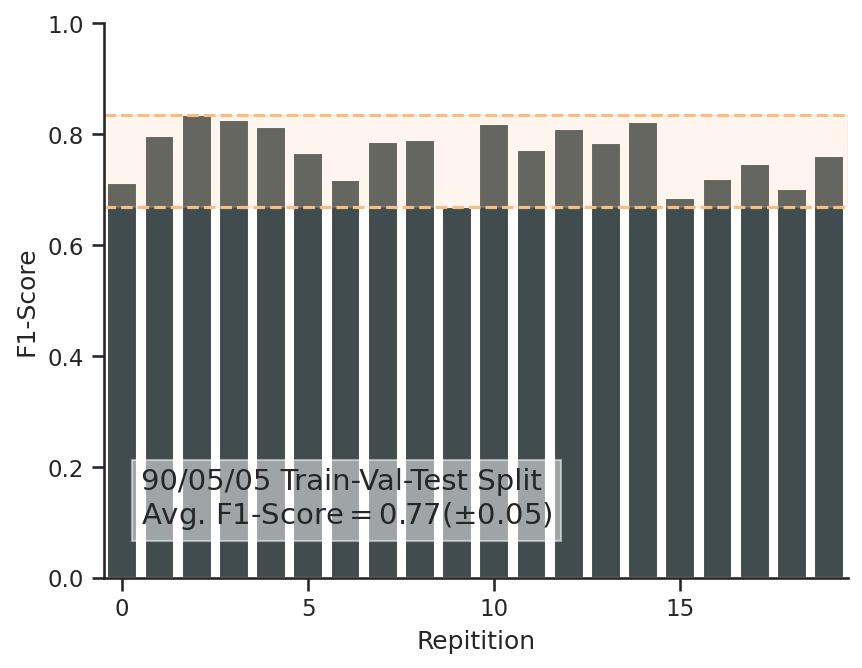 1.0
0.8
0.6
0.4
0.2
0.0
F1-Score
90/05/05 Train-Val-Test Split
Avg. F1-Score = 0.77(±0.05)
0 5 10 15
Repitition